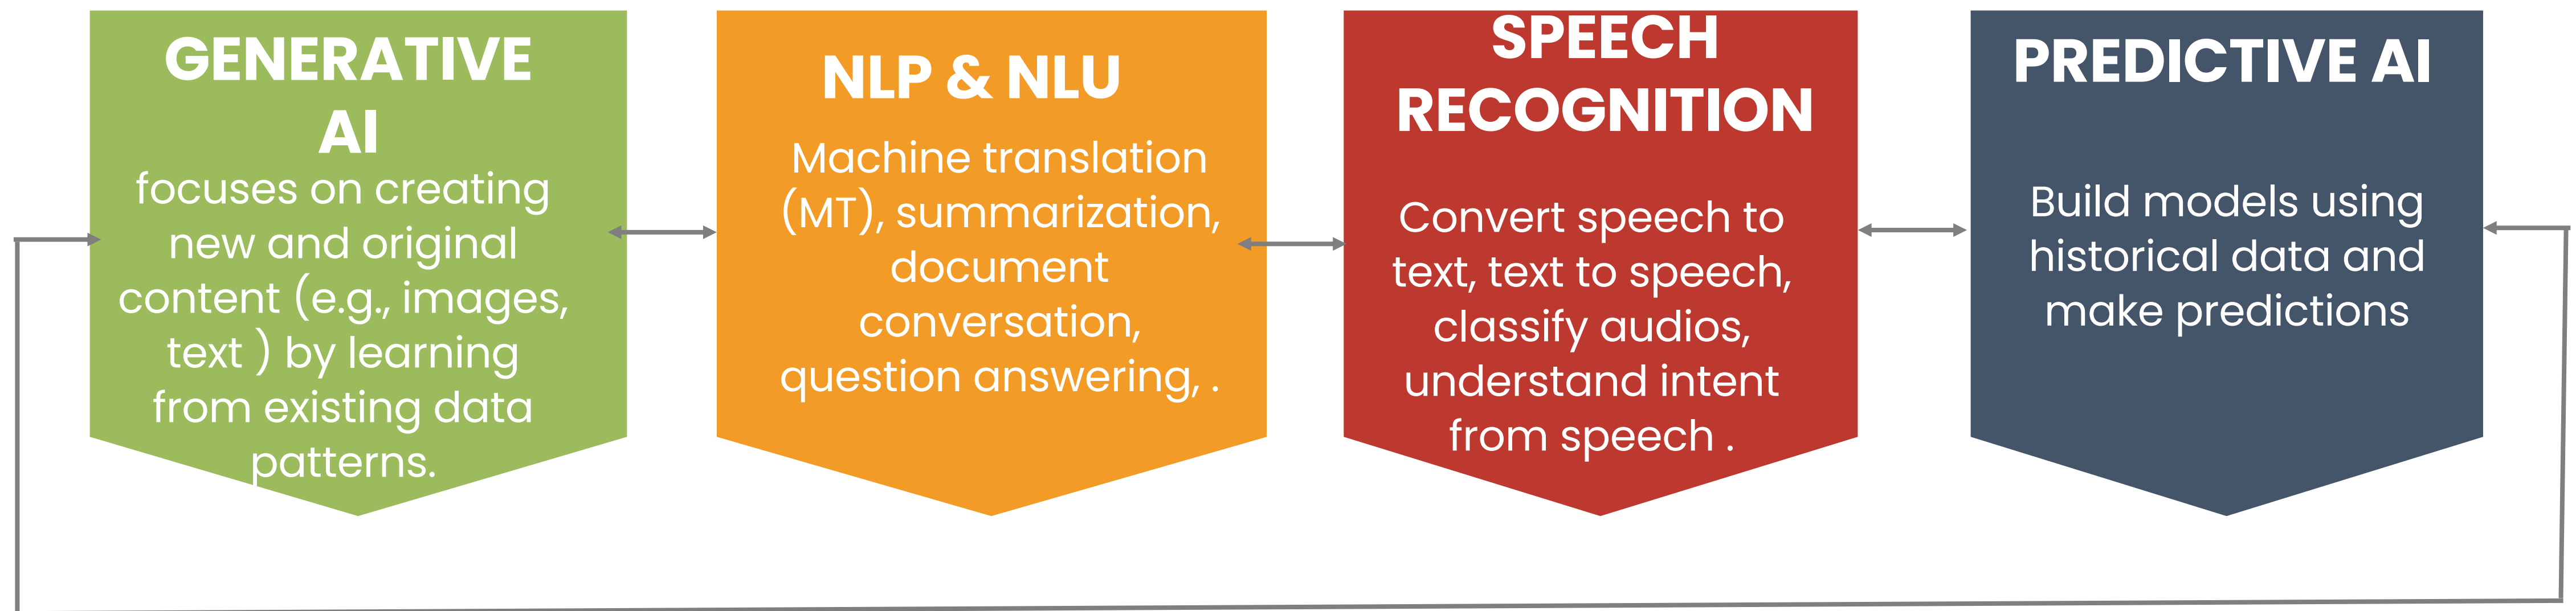 GENERATIVE
AI
focuses on creating
new and original
content (e.g., images,
text ) by learning
from existing data
patterns.
NLP & NLU
Machine translation
(MT), summarization,
document
conversation,
question answering, .
SPEECH
RECOGNITION
Convert speech to
text, text to speech,
classify audios,
understand intent
from speech .
PREDICTIVE AI
Build models using
historical data and
make predictions